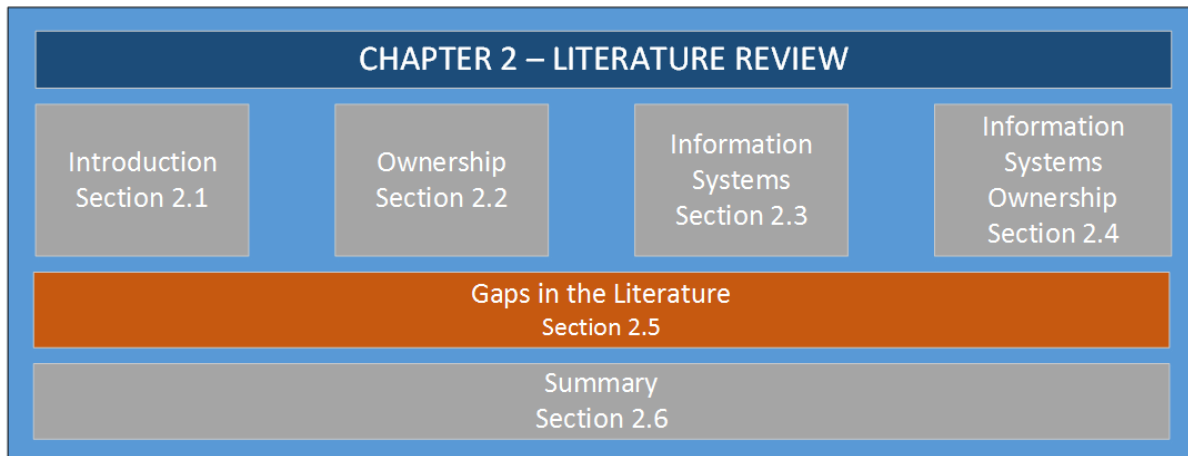 CHAPTER 2 – LITERATURE REVIEW
Introduction
Section 2.1
Ownership
Section 2.2
Information
Systems
Section 2.3
Information
Systems
Ownership
Section 2.4
Gaps in the Literature
Section 2.5
Summary
Section 2.6